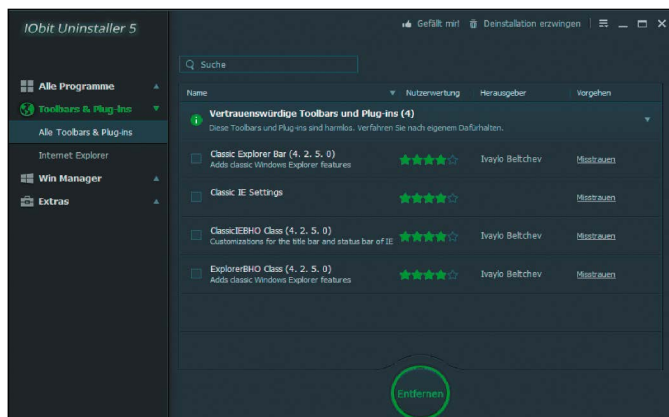 IObit Uninstaller 5
Gefällt mir! Deinstallation erzwingen
Suche
Alle Programme
Toolbars & Plug-ins
Alle Toolbars & Plug-ins
Internet Explorer
Win Manager
Extras
Name Nutzerwertung Herausgeber Vorgehen
Vertrauenswürdige Toolbars und Plug-ins (4)
Diese Toolbars und Plug-ins sind harmlos. Verfahren Sie nach eigenem Dafürhalten.
Classic Explorer Bar (4. 2. 5. 0) Ivaylo Beltchev Misstrauen
Adds classic Windows Explorer features
Classic IE Settings Misstrauen
ClassicIEBHO Class (4. 2. 5. 0) Ivaylo Beltchev Misstrauen
Customizations for the title bar and status bar of IE
ExplorerBHO Class (4. 2. 5. 0) Ivaylo Beltchev Misstrauen
Adds classic Windows Explorer features
Entfernen